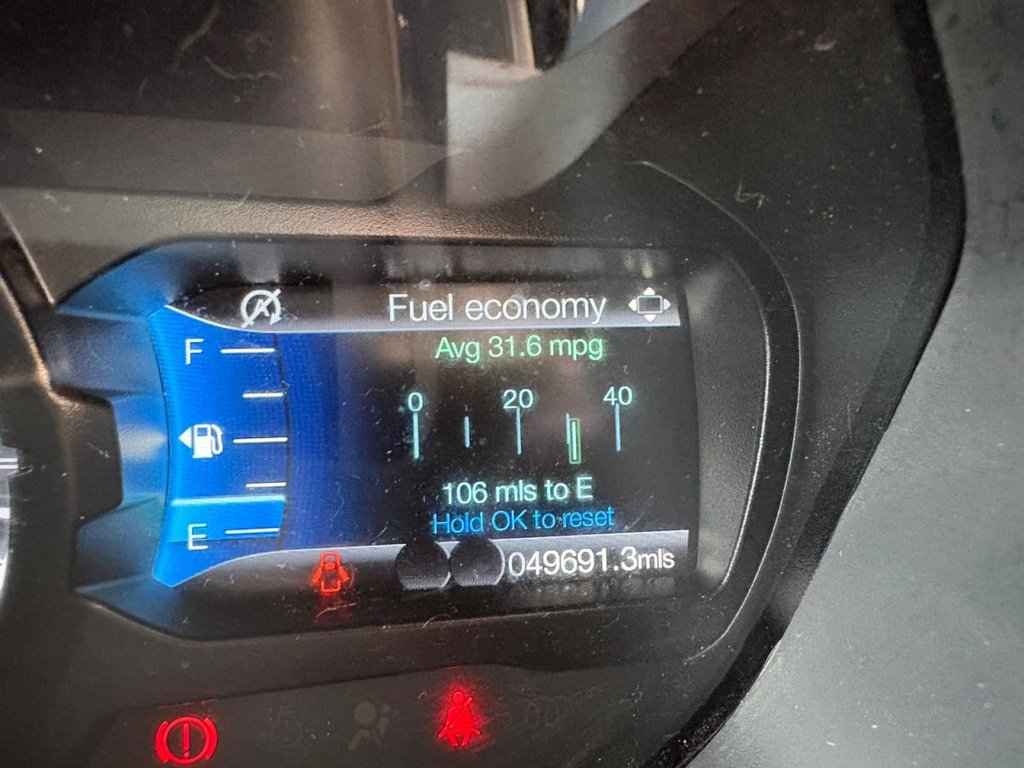 Fuel economy
F
Avg 31.6 mpg
0 20 40
106 mls to E
Hold OK to reset
E
049691.3mls